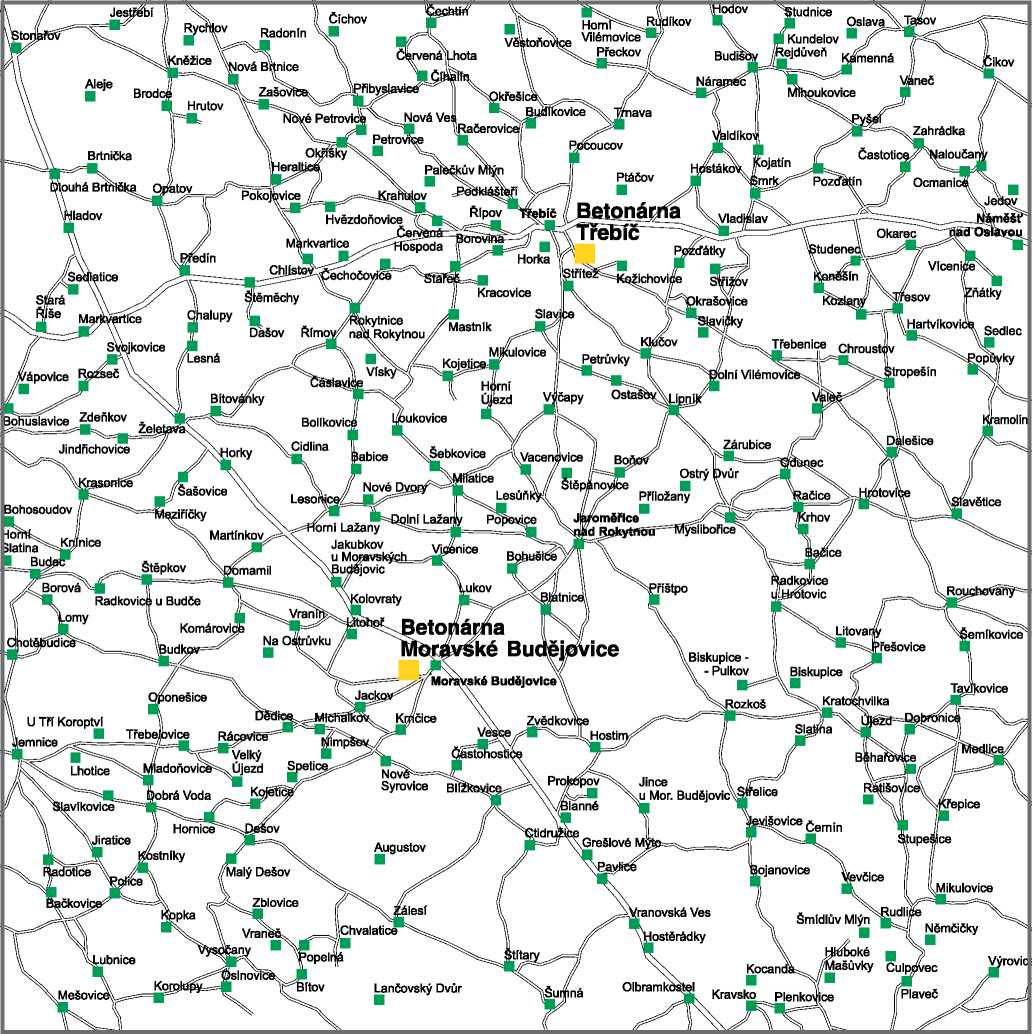 Jestřebí
Číchov
Čechtín
Horní
Vilémovice
Rudíkov
Hodov
Studnice
Oslava
Tasov
Stonařov
Rychlov
Radonín
Věstoňovice
Přeckov
Kundelov
Rejdůveň
Budišov
Kamenná
Číkov
Kněžice
Nová Brtnice
Červená Lhota
Číhalín
Náramec
Mihoukovice
Vaneč
Aleje
Brodce
Hrutov
Zašovice
Přibyslavice
Okřešice
Budíkovice
Trnava
Pyšel
Nové Petrovice
Nová Ves
Račerovice
Petrovice
Okříšky
Pocoucov
Valdíkov
Zahrádka
Brtnička
Dlouhá Brtnička
Opatov
Heraltice
Pokojovice
Palečkův Mlýn
Podklášteří
Ptáčov
Hostákov
Kojatín
Smrk
Pozďatín
Častotice
Naloučany
Ocmanice
Jedov
Hladov
Hvězdoňovice
Krahulov
Řípov
Třebíč
Betonárna
Třebíč
Vladislav
Náměšť
nad Oslavou
Okarec
Markvartice
Červená
Hospoda
Borovina
Horka
Pozďátky
Studenec
Vícenice
Předín
Chlístov
Čechočovice
Stařeč
Kracovice
Střítež
Kožichovice
Střížov
Okrašovice
Koněšín
Kozlany
Třesov
Zňátky
Sedlatice
Stará
Říše
Markvartice
Štěměchy
Dašov
Chalupy
Lesná
Římov
Rokytnice
nad Rokytnou
Mastník
Slavice
Slavičky
Hartvíkovice
Sedlec
Svojkovice
Vápovice
Rozseč
Vísky
Kojetice
Mikulovice
Petrůvky
Klučov
Třebenice
Chroustov
Popůvky
Bohuslavice
Zdeňkov
Jindřichovice
Želetava
Bítovánky
Čáslavice
Horní
Újezd
Ostašov
Dolní Vilémovice
Stropešín
Bolíkovice
Loukovice
Výčapy
Lipník
Valeč
Kramolín
Cidlina
Horky
Babice
Šebkovice
Vacenovice
Štěpánovice
Boňov
Zárubice
Odunec
Dalešice
Krasonice
Šašovice
Meziříčky
Lesonice
Nové Dvory
Milatice
Lesůňky
Příložany
Ostrý Dvůr
Račice
Hrotovice
Slavětice
Bohosoudov
Horní
Slatina
Knínice
Martínkov
Horní Lažany
Dolní Lažany
Popovice
Jaroměřice
nad Rokytnou
Myslibořice
Krhov
Budeč
Štěpkov
Domamil
Jakubkov
u Moravských
Budějovic
Vícenice
Bohušice
Bačice
Borová
Radkovice u Budče
Lomy
Komárovice
Kolovraty
Lukov
Blatnice
Příštpo
Radkovice
u Hrotovic
Rouchovany
Chotěbudice
Budkov
Vranín
Na Ostrůvku
Litohoř
Betonárna
Moravské Budějovice
Moravské Budějovice
Litovany
Přešovice
Šemíkovice
Biskupice -
- Pulkov
Biskupice
Oponešice
Jackov
Rozkoš
Kratochvilka
Tavíkovice
U Tří Koroptví
Jemnice
Třebelovice
Rácovice
Dědice
Michalkov
Krnčice
Zvědkovice
Hostim
Slatina
Újezd
Dobronice
Lhotice
Mladoňovice
Velký
Újezd
Nimpšov
Spetice
Vesce
Častohostice
Běhařovice
Medlice
Slavíkovice
Dobrá Voda
Kojetice
Hornice
Nové
Syrovice
Blížkovice
Prokopov
Blanné
Jince
u Mor. Budějovic
Střelice
Ratišovice
Křepice
Jiratice
Dešov
Ctidružice
Grešlové Mýto
Jevišovice
Černín
Stupešice
Radotice
Kostníky
Malý Dešov
Augustov
Pavlice
Bojanovice
Vevčice
Mikulovice
Bačkovice
Police
Kopka
Zblovice
Zálesí
Vranovská Ves
Šmídlův Mlýn
Rudlice
Němčičky
Lubnice
Vysočany
Vraneč
Popelná
Chvalatice
Hostěrádky
Hluboké
Mašůvky
Mešovice
Korolupy
Oslnovice
Bítov
Lančovský Dvůr
Štítary
Šumná
Olbramkostel
Kocanda
Kravsko
Plenkovice
Culpovec
Plaveč
Výrovice